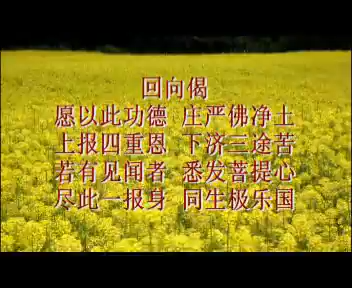 回向偈
愿以此功德 庄严佛净土
上报四重恩 下济三途苦
若有见闻者 悉发菩提心
尽此一报身 同生极乐国